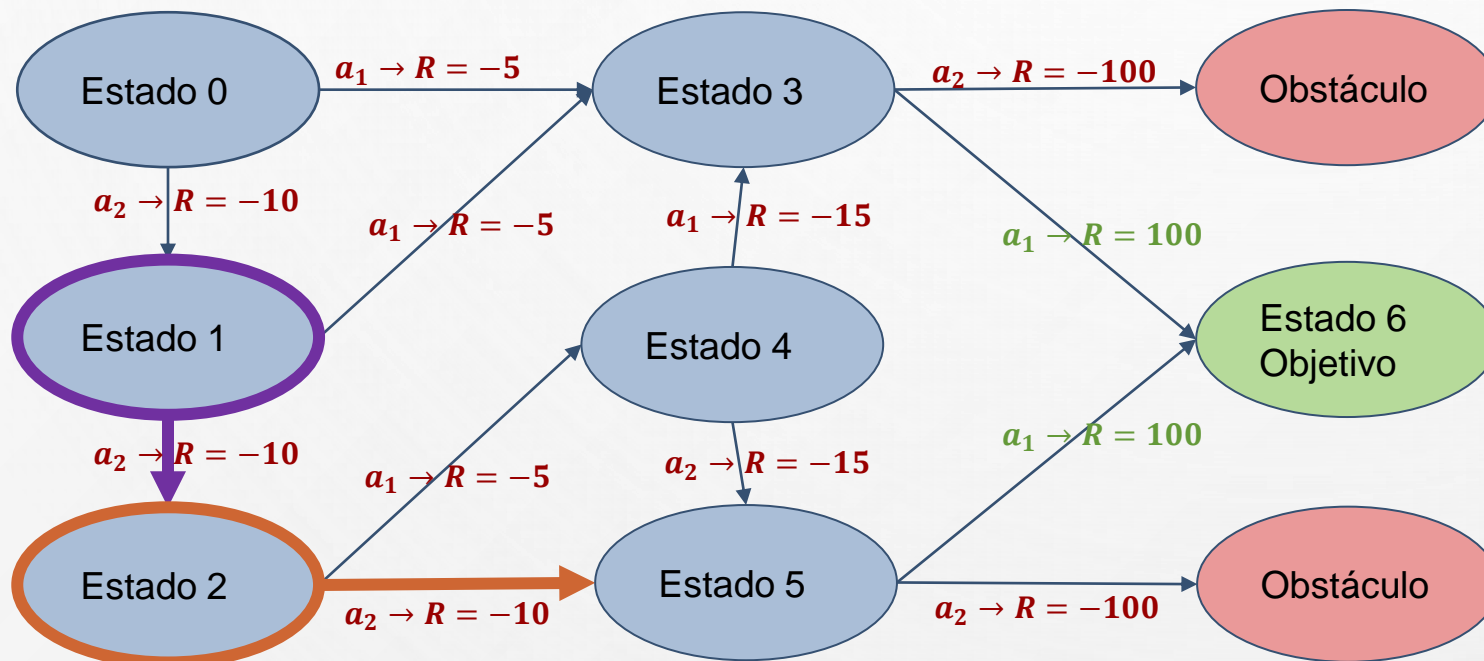 Estado 0
a₁ → R = −5
Estado 3
a₂ → R = −100
Obstáculo
a₂ → R = −10
a₁ → R = −5
a₁ → R = −15
a₁ → R = 100
Estado 1
Estado 4
Estado 6
Objetivo
a₂ → R = −10
a₁ → R = −5
a₂ → R = −15
a₁ → R = 100
Estado 2
a₂ → R = −10
Estado 5
a₂ → R = −100
Obstáculo